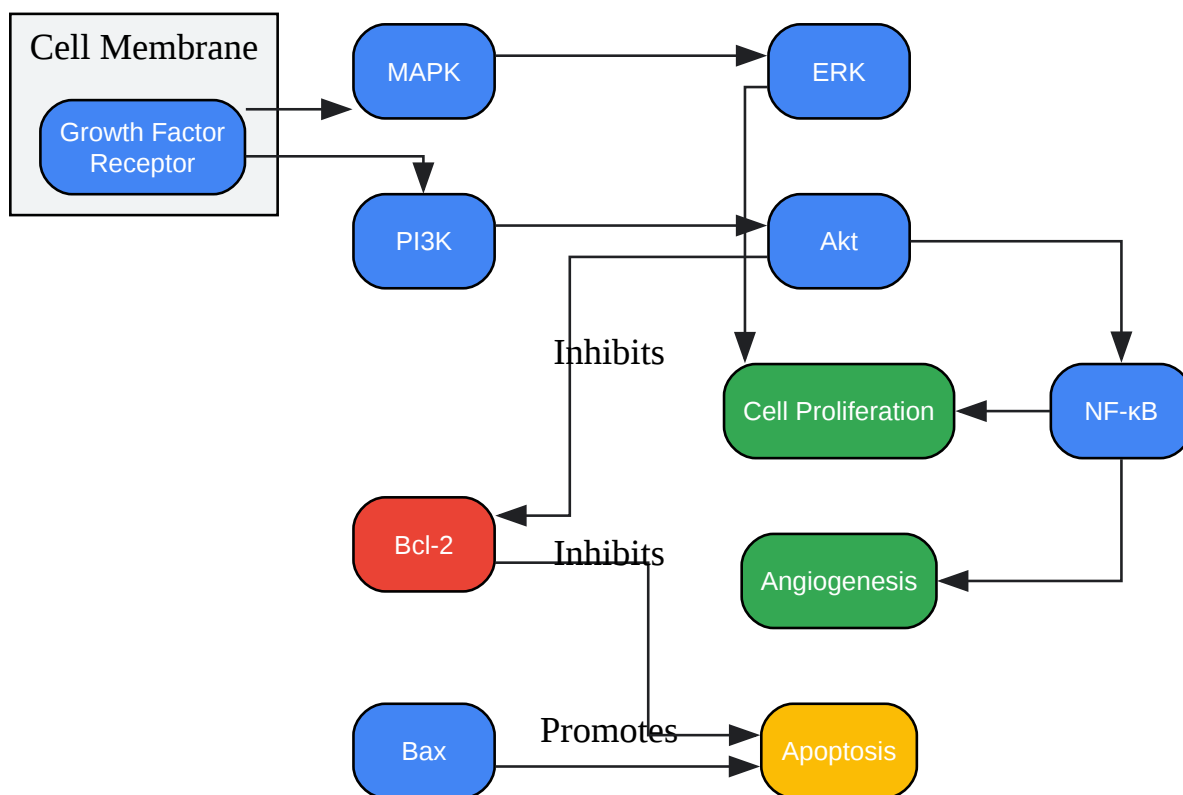 Cell Membrane
Growth Factor
Receptor
MAPK
ERK
PI3K
Akt
Inhibits
Cell Proliferation
NF-κB
Bcl-2
Inhibits
Angiogenesis
Bax
Promotes
Apoptosis